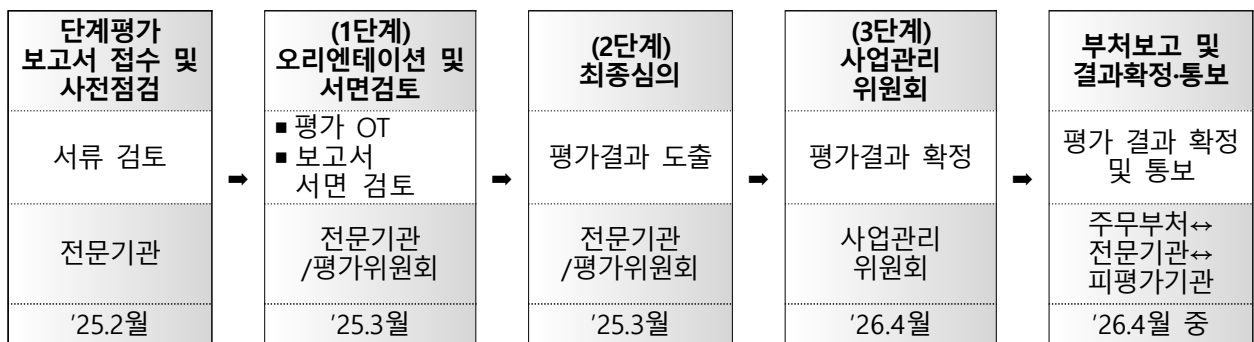 단계평가
보고서 접수 및
사전점검
서류 검토
전문기관
'25.2월
➡
(1단계)
오리엔테이션 및
서면검토
▪ 평가 OT
▪ 보고서
서면 검토
전문기관
/평가위원회
'25.3월
➡
(2단계)
최종심의
평가결과 도출
전문기관
/평가위원회
'25.3월
➡
(3단계)
사업관리
위원회
평가결과 확정
사업관리
위원회
'26.4월
➡
부처보고 및
결과확정·통보
평가 결과 확정
및 통보
주무부처↔
전문기관↔
피평가기관
'26.4월 중